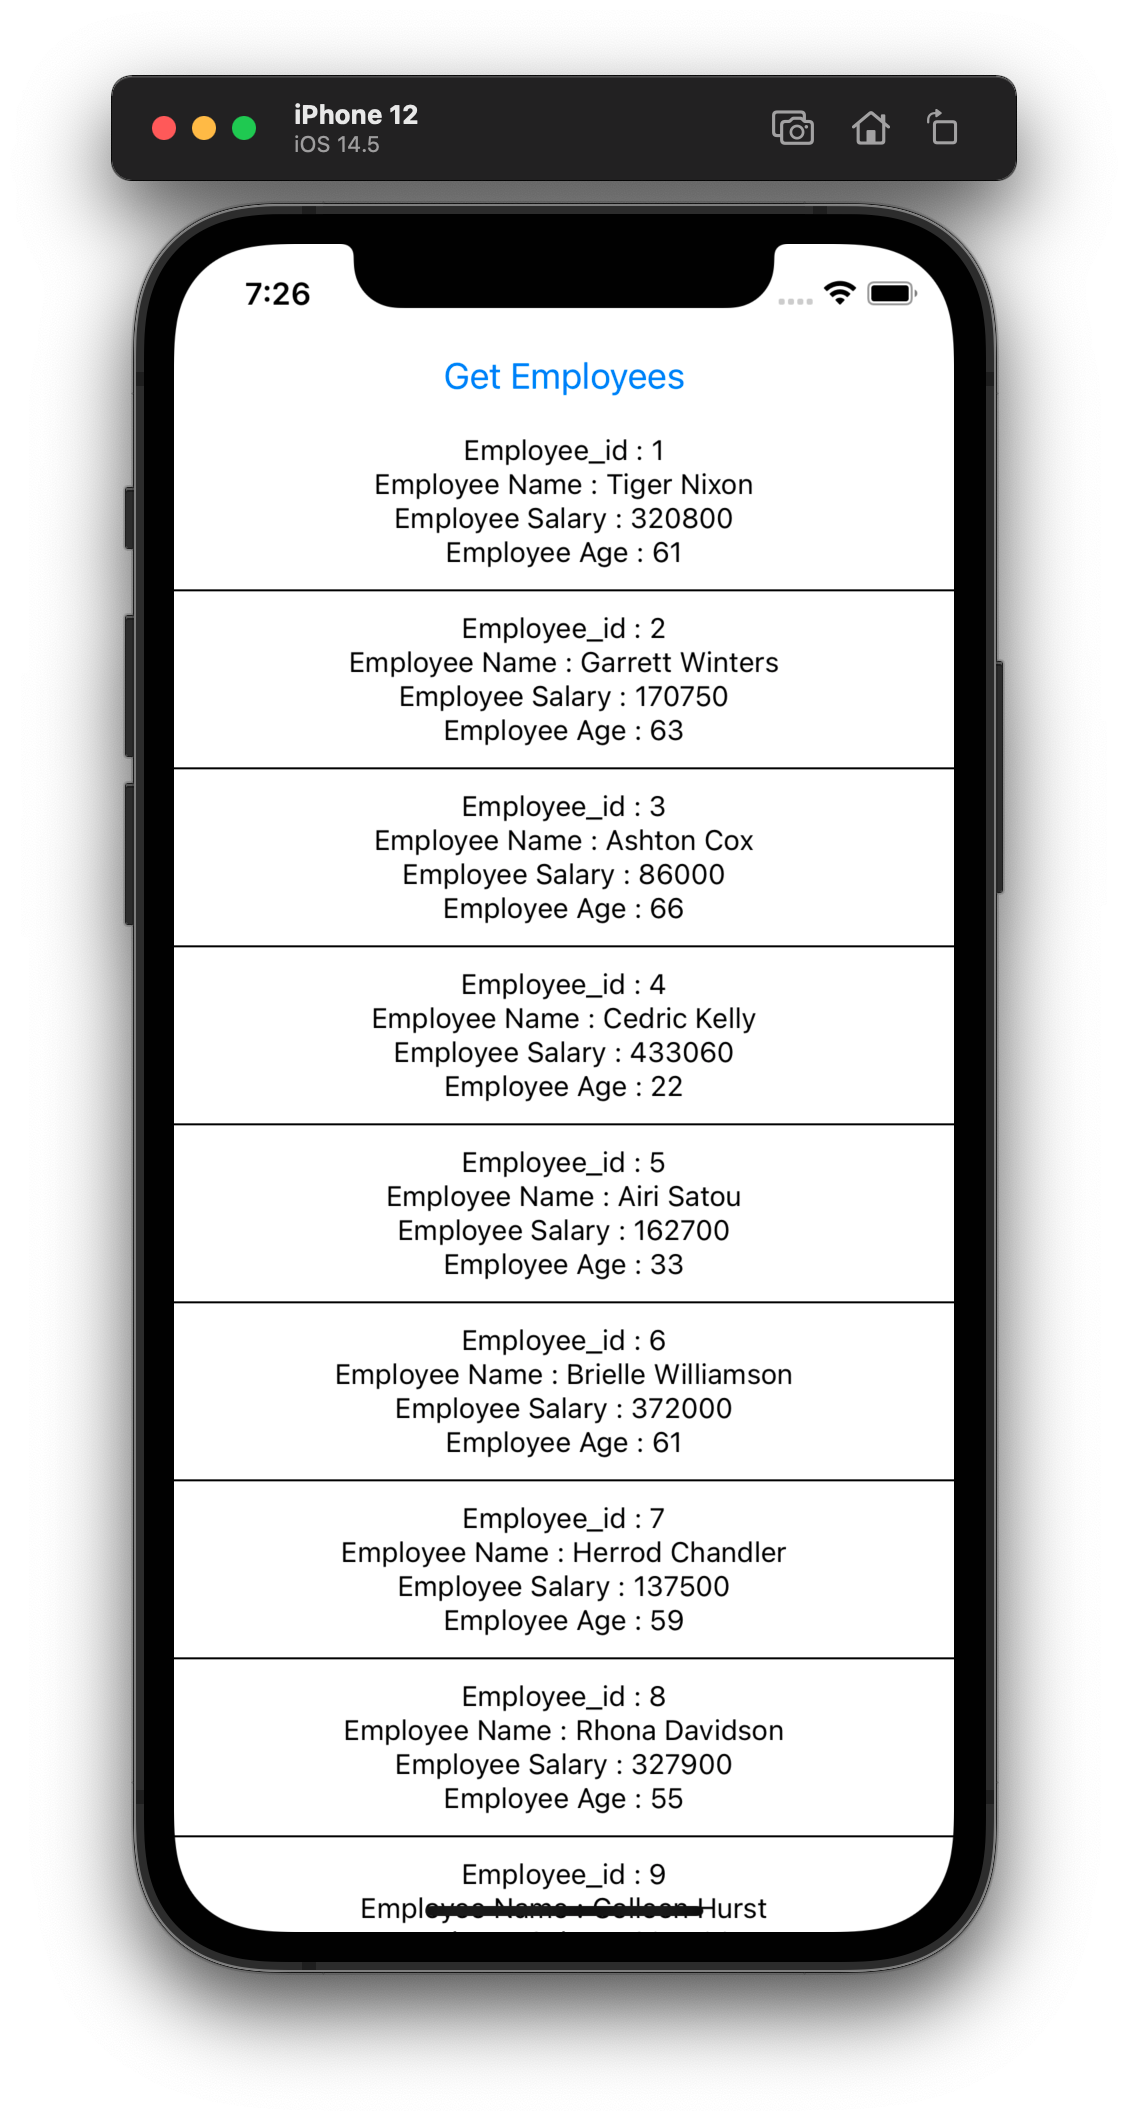 iPhone 12
iOS 14.5
7:26
Get Employees
Employee_id : 1
Employee Name : Tiger Nixon
Employee Salary : 320800
Employee Age : 61
Employee_id : 2
Employee Name : Garrett Winters
Employee Salary : 170750
Employee Age : 63
Employee_id : 3
Employee Name : Ashton Cox
Employee Salary : 86000
Employee Age : 66
Employee_id : 4
Employee Name : Cedric Kelly
Employee Salary : 433060
Employee Age : 22
Employee_id : 5
Employee Name : Airi Satou
Employee Salary : 162700
Employee Age : 33
Employee_id : 6
Employee Name : Brielle Williamson
Employee Salary : 372000
Employee Age : 61
Employee_id : 7
Employee Name : Herrod Chandler
Employee Salary : 137500
Employee Age : 59
Employee_id : 8
Employee Name : Rhona Davidson
Employee Salary : 327900
Employee Age : 55
Employee_id : 9
Employee Name : Colleen Hurst